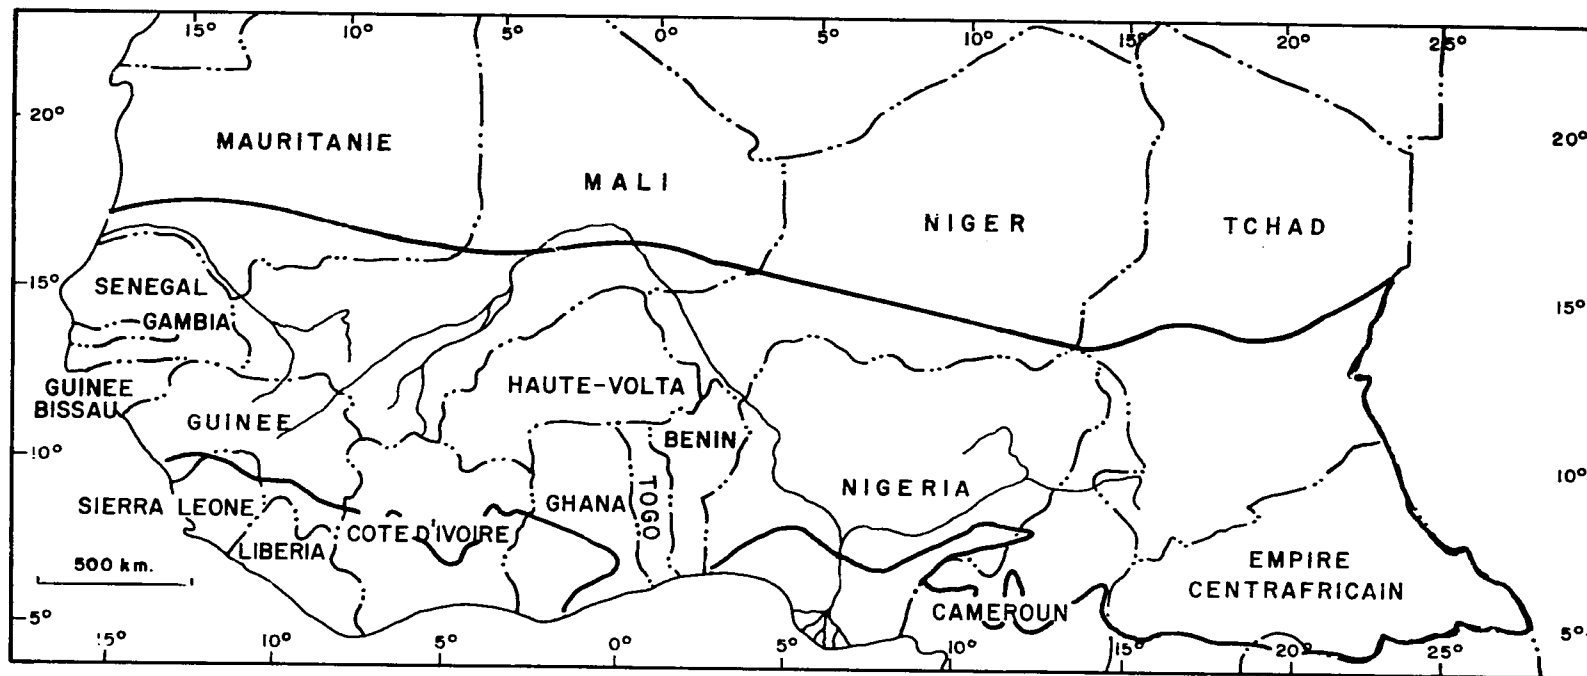 15° 10° 5° 0° 5° 10° 15° 20° 25°
20° 20°
MAURITANIE
MALI
NIGER
TCHAD
15° 15°
SENEGAL
GAMBIA
GUINEE
BISSAU
GUINEE
HAUTE-VOLTA
BENIN
10° 10°
SIERRA LEONE
LIBERIA
COTE D'IVOIRE
GHANA
TOGO
NIGERIA
EMPIRE
CENTRAFRICAIN
CAMEROUN
500 km.
5° 5°
15° 10° 5° 0° 5° 10° 15° 20° 25°